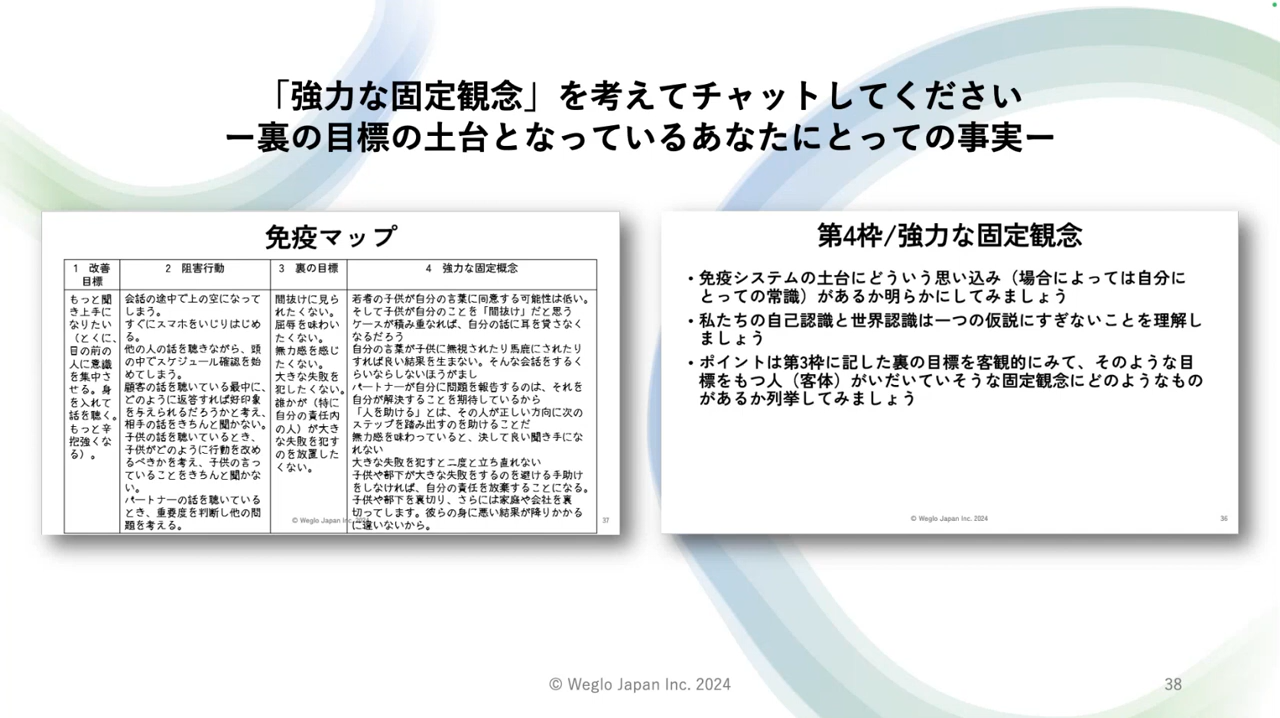 「強力な固定観念」を考えてチャットしてください
ー裏の目標の土台となっているあなたにとっての事実ー
免疫マップ
1 改善
目標
2 阻害行動
3 裏の目標
4 強力な固定概念
もっと聞
き上手に
なりたい
（とくに、
目の前の
人に意識
を集中さ
せる。身
を入れて
話を聴く。
もっと辛
抱強くな
る）。
会話の途中で上の空になって
しまう。
すぐにスマホをいじりはじめ
る。
他の人の話を聴きながら、頭
の中でスケジュール確認を始
めてしまう。
顧客の話を聴いている最中に、
どのように返答すれば好印象
を与えられるだろうかと考え、
相手の話をきちんと聞かない。
子供の話を聴いているとき、
子供がどのように行動を改め
るべきかを考え、子供の言っ
ていることをきちんと聞かな
い。
パートナーの話を聴いている
とき、重要度を判断し他の問
題を考える。
間抜けに見ら
れたくない。
屈辱を味わい
たくない。
無力感を感じ
たくない。
大きな失敗を
犯したくない。
誰かが（特に
自分の責任内
の人）が大き
な失敗を犯す
のを放置した
くない。
若者の子供が自分の言葉に同意する可能性は低い。
そして子供が自分のことを「間抜け」だと思う
ケースが積み重なれば、自分の話に耳を貸さなく
なるだろう
自分の言葉が子供に無視されたり馬鹿にされたり
すれば良い結果を生まない。そんな会話をするく
らいならしないほうがまし
パートナーが自分に問題を報告するのは、それを
自分が解決することを期待しているから
「人を助ける」とは、その人が正しい方向に次の
ステップを踏み出すのを助けることだ
無力感を味わっていると、決して良い聞き手にな
れない
大きな失敗を犯すと二度と立ち直れない
子供や部下が大きな失敗をするのを避ける手助け
をしなければ、自分の責任を放棄することになる。
子供や部下を裏切り、さらには家庭や会社を裏
切ってします。彼らの身に悪い結果が降りかかる
に違いないから。
© Weglo Japan Inc.
37
第4枠/強力な固定観念
・免疫システムの土台にどういう思い込み（場合によっては自分に
とっての常識）があるか明らかにしてみましょう
・私たちの自己認識と世界認識は一つの仮説にすぎないことを理解し
ましょう
・ポイントは第3枠に記した裏の目標を客観的にみて、そのような目
標をもつ人（客体）がいだいていそうな固定観念にどのようなもの
があるか列挙してみましょう
© Weglo Japan Inc. 2024
36
© Weglo Japan Inc. 2024
38